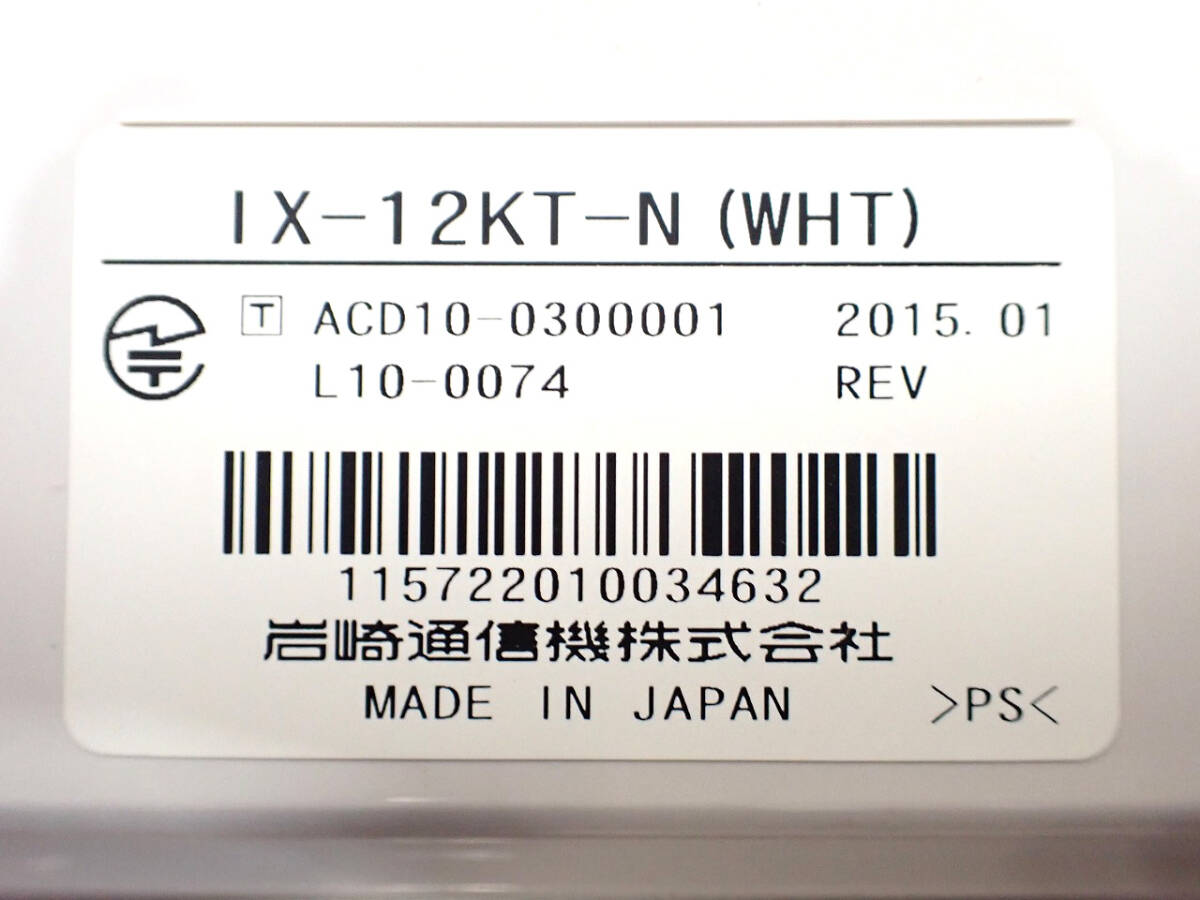 IX-12KT-N (WHT)
T ACD10-0300001 2015. 01
L10-0074 REV
115722010034632
岩崎通信機株式会社
MADE IN JAPAN >PS<